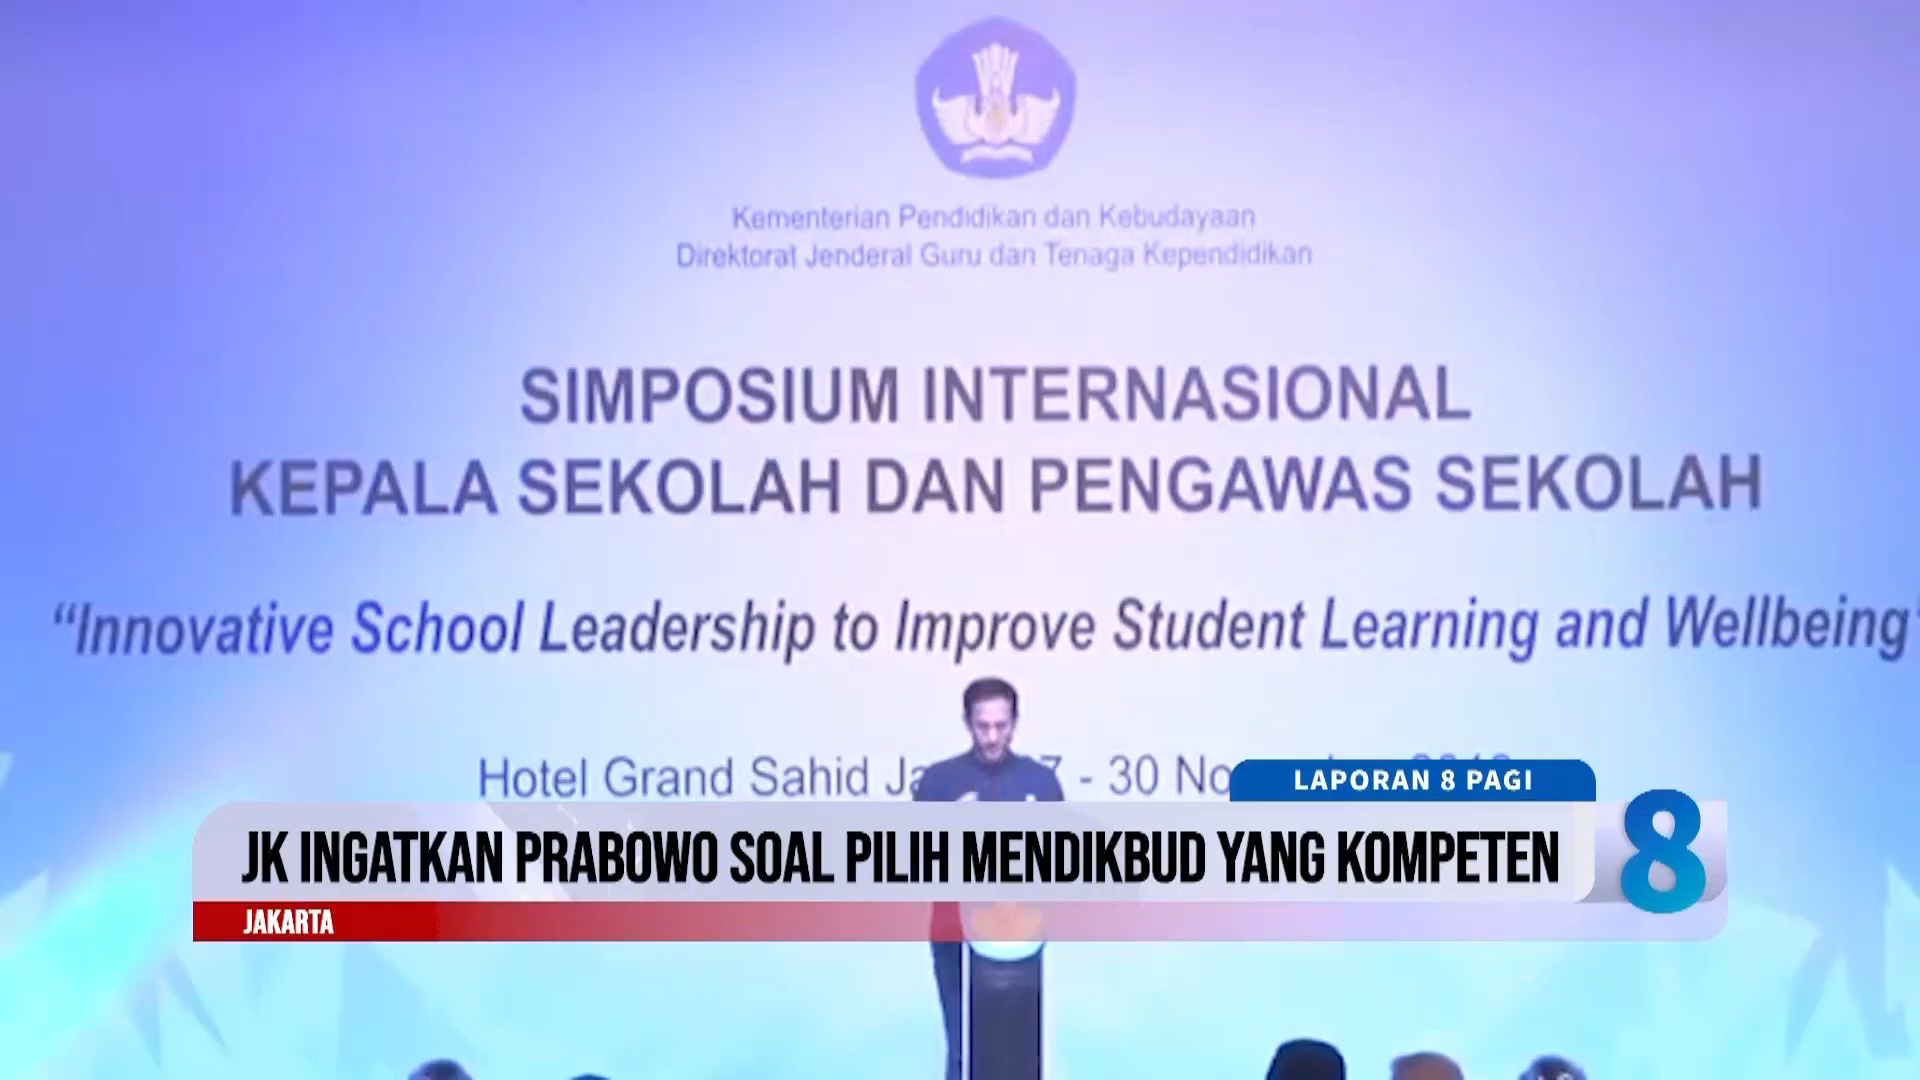 Kementerian Pendidikan dan Kebudayaan
Direktorat Jenderal Guru dan Tenaga Kependidikan
SIMPOSIUM INTERNASIONAL
KEPALA SEKOLAH DAN PENGAWAS SEKOLAH
“Innovative School Leadership to Improve Student Learning and Wellbeing"
Hotel Grand Sahid - 30
LAPORAN 8 PAGI
JK INGATKAN PRABOWO SOAL PILIH MENDIKBUD YANG KOMPETEN
8
JAKARTA